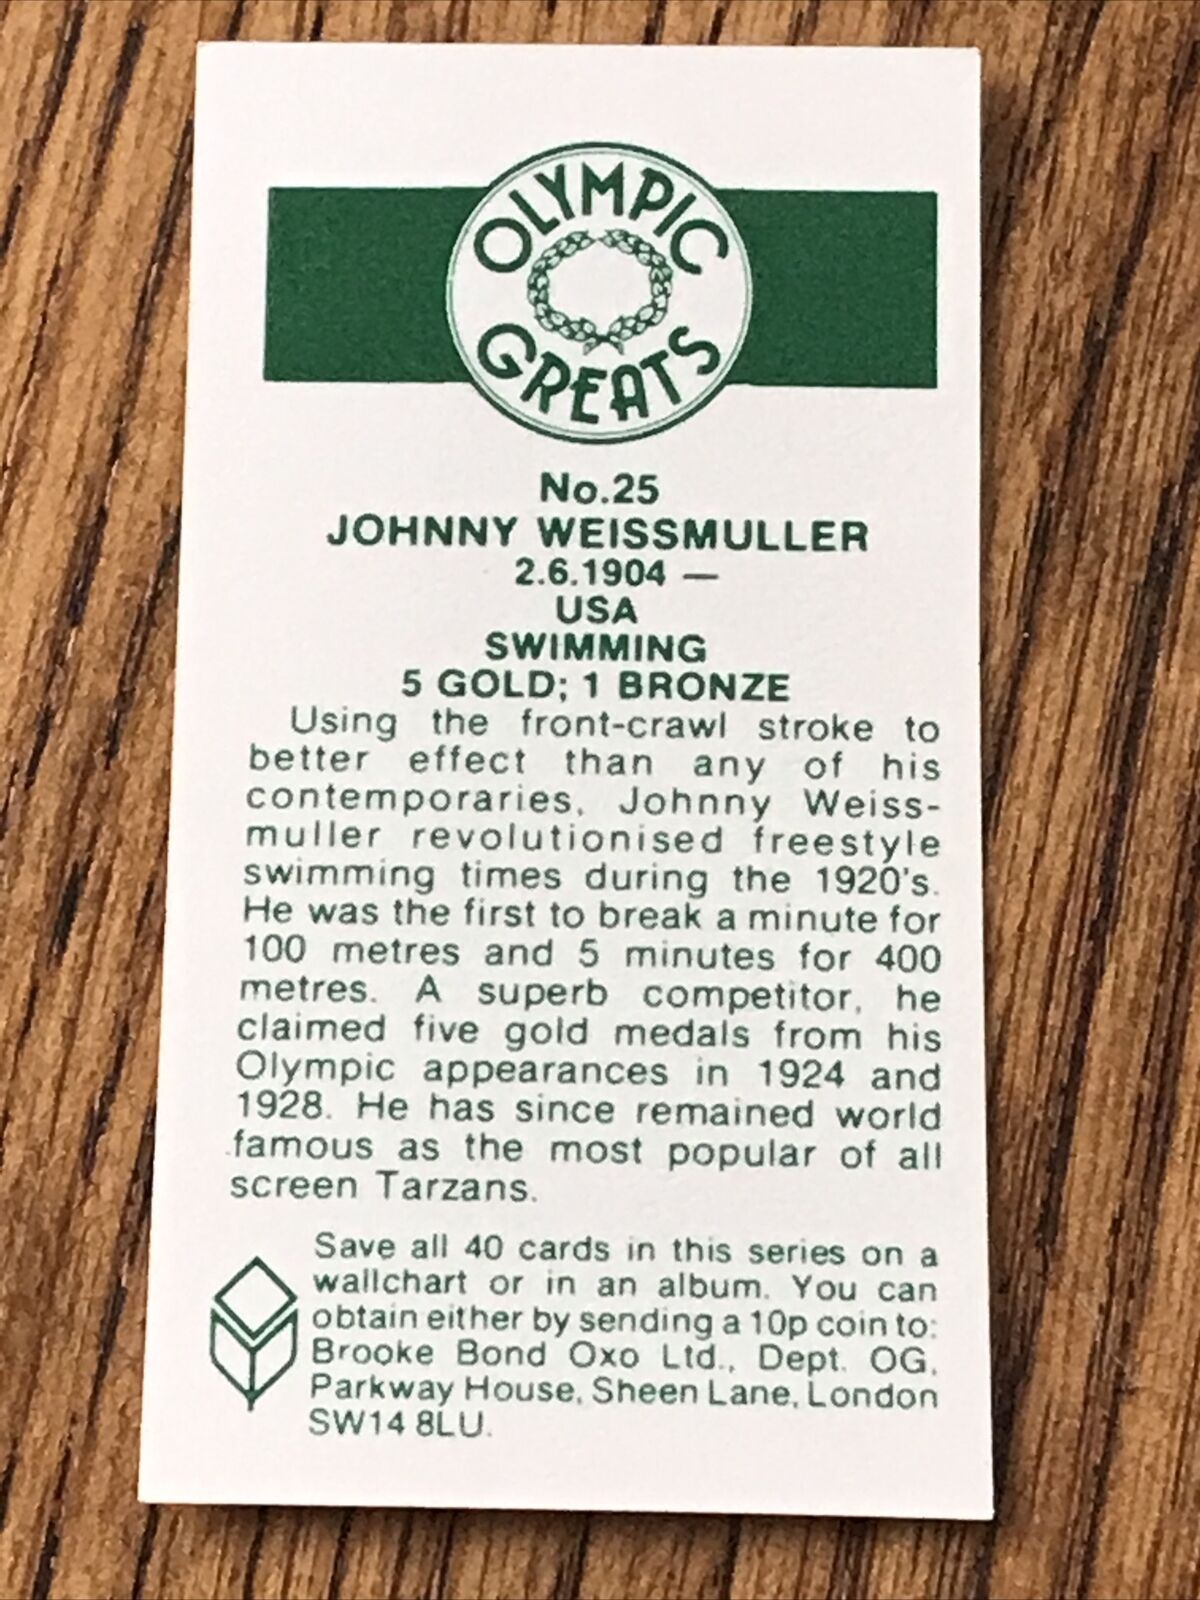 OLYMPIC
GREATS
No.25
JOHNNY WEISSMULLER
2.6.1904 —
USA
SWIMMING
5 GOLD; 1 BRONZE
Using the front-crawl stroke to
better effect than any of his
contemporaries, Johnny Weiss-
muller revolutionised freestyle
swimming times during the 1920's.
He was the first to break a minute for
100 metres and 5 minutes for 400
metres. A superb competitor, he
claimed five gold medals from his
Olympic appearances in 1924 and
1928. He has since remained world
famous as the most popular of all
screen Tarzans.
Save all 40 cards in this series on a
wallchart or in an album. You can
obtain either by sending a 10p coin to:
Brooke Bond Oxo Ltd., Dept. OG,
Parkway House, Sheen Lane, London
SW14 8LU.